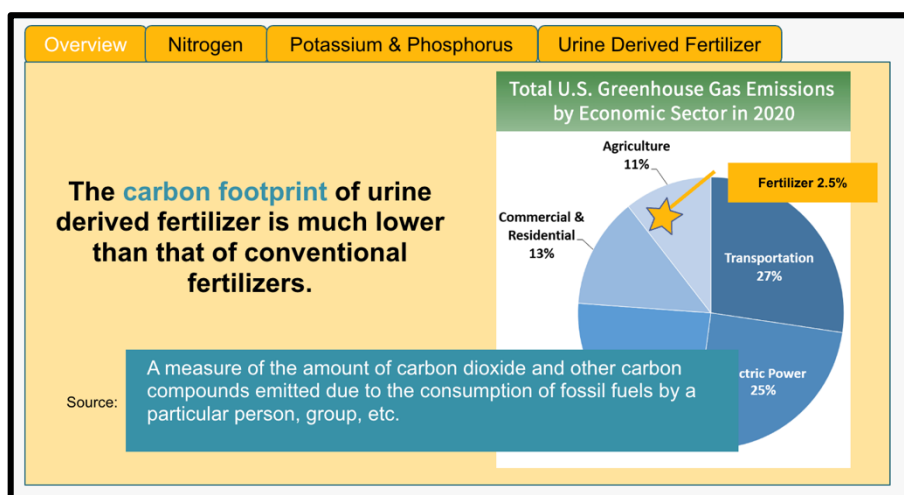 Overview
Nitrogen
Potassium & Phosphorus
Urine Derived Fertilizer
The carbon footprint of urine
derived fertilizer is much lower
than that of conventional
fertilizers.
Total U.S. Greenhouse Gas Emissions
by Economic Sector in 2020
Agriculture
11%
Fertilizer 2.5%
Commercial &
Residential
13%
Transportation
27%
ctric Power
25%
Source:
A measure of the amount of carbon dioxide and other carbon
compounds emitted due to the consumption of fossil fuels by a
particular person, group, etc.